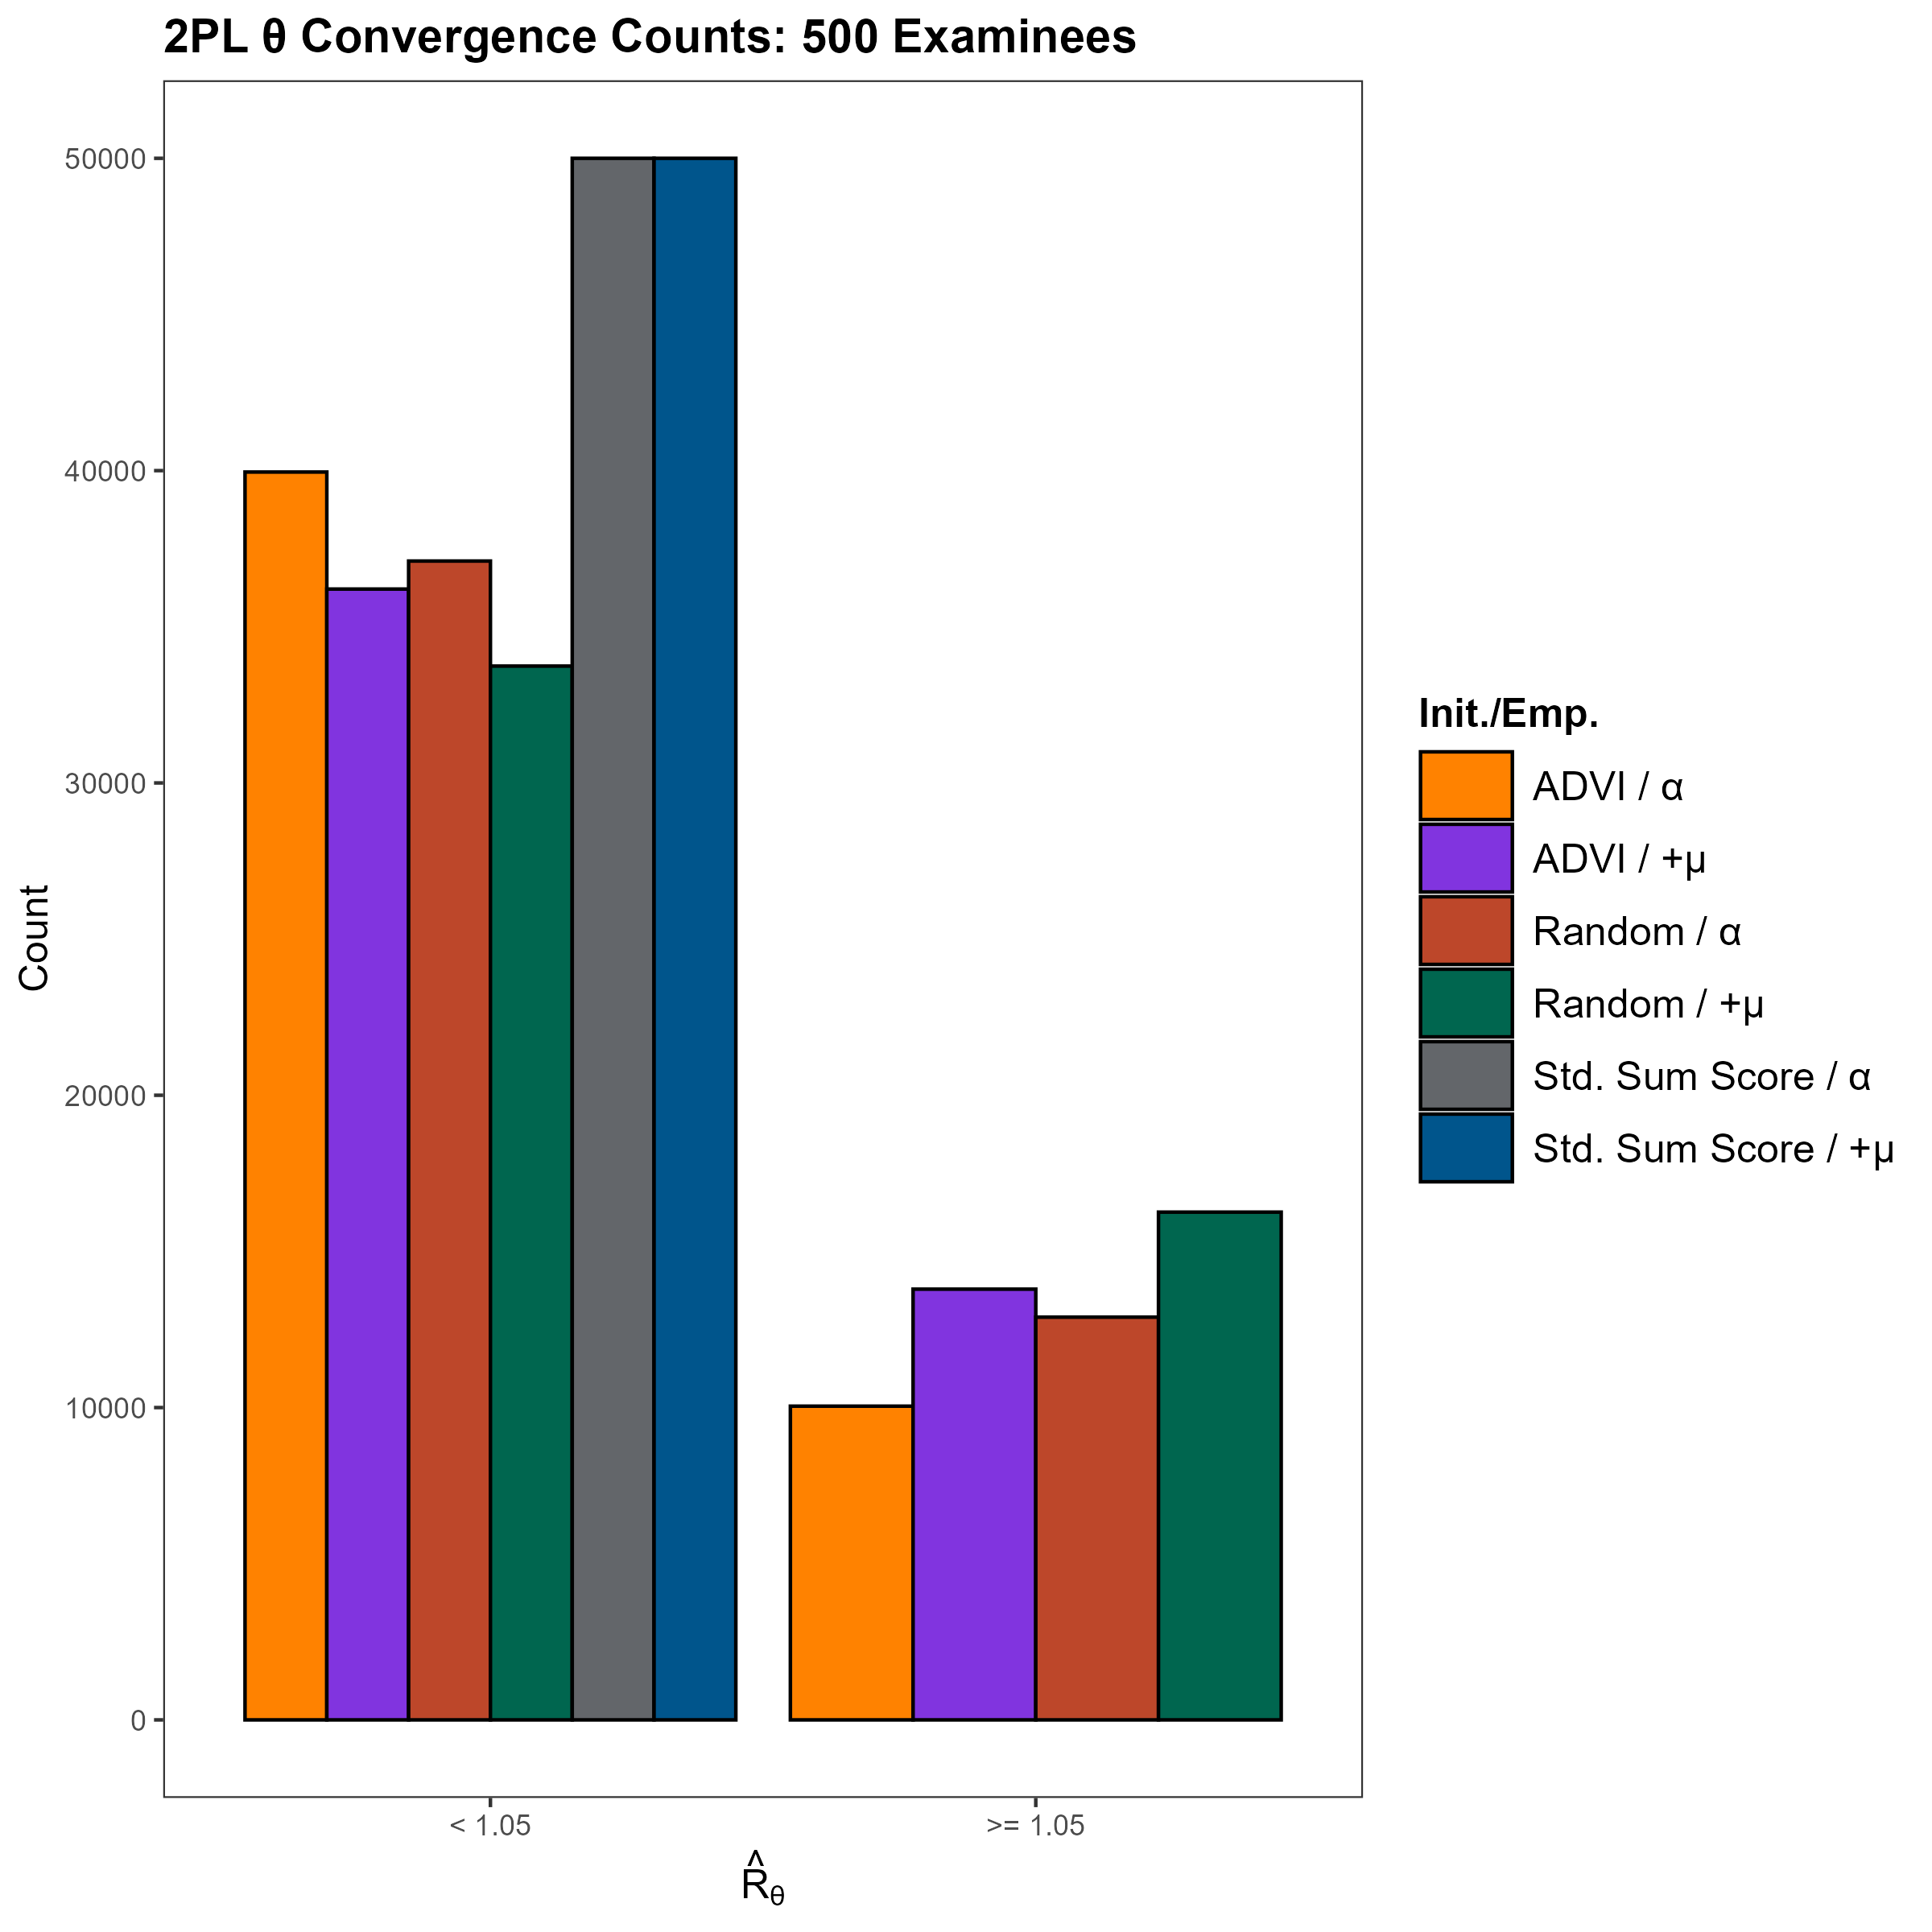 2PL θ Convergence Counts: 500 Examinees
50000
40000
30000
20000
10000
0
Count
< 1.05
>= 1.05
R̂θ
Init./Emp.
ADVI / α
ADVI / +μ
Random / α
Random / +μ
Std. Sum Score / α
Std. Sum Score / +μ